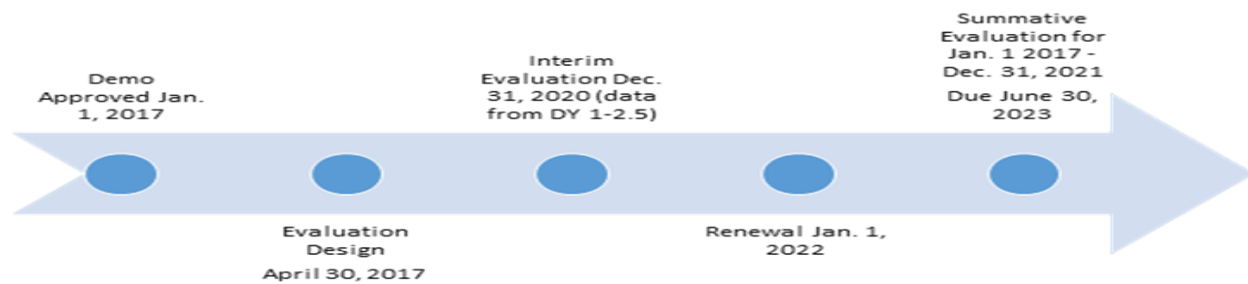 Demo
Approved Jan.
1, 2017
Evaluation
Design
April 30, 2017
Interim
Evaluation Dec.
31, 2020 (data
from DY 1-2.5)
Renewal Jan. 1,
2022
Summative
Evaluation for
Jan. 1 2017 -
Dec. 31, 2021
Due June 30,
2023